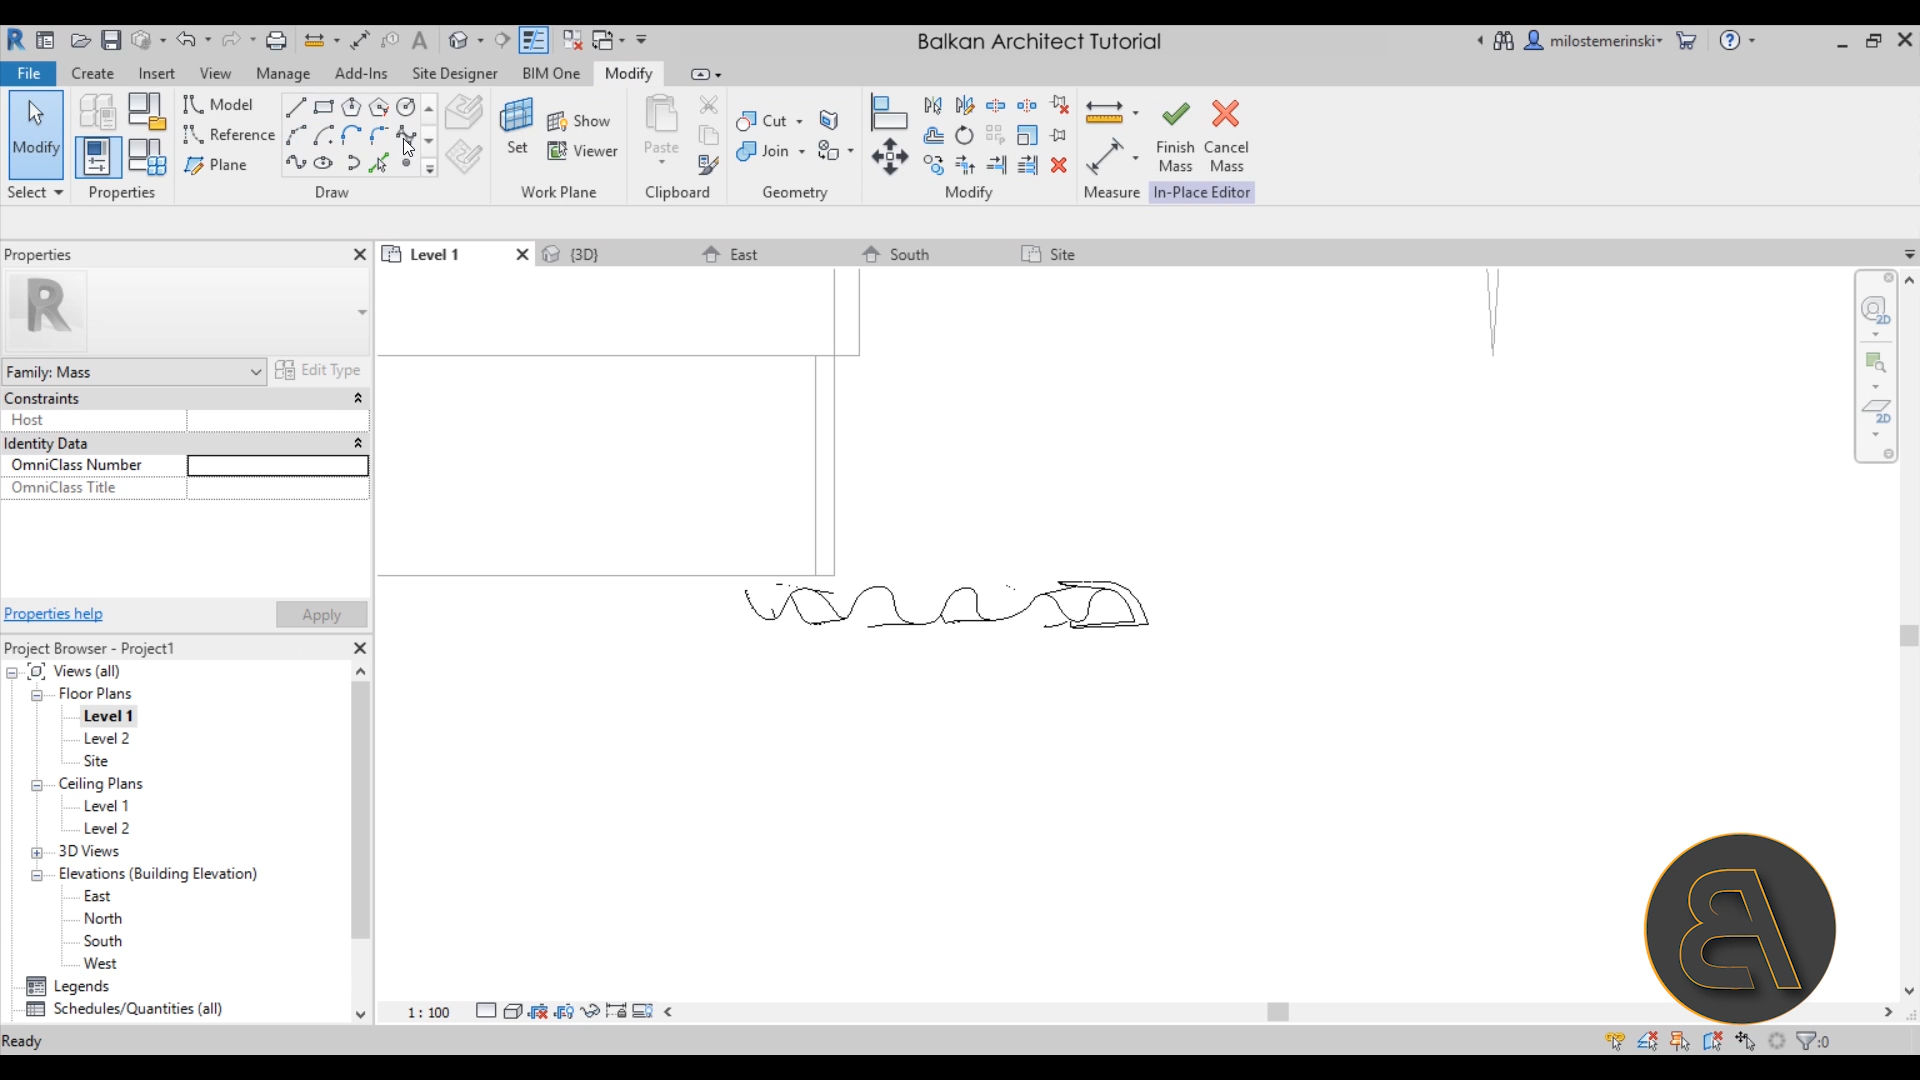 Balkan Architect Tutorial
milostemerinski
File
Create
Insert
View
Manage
Add-Ins
Site Designer
BIM One
Modify
Modify
Model
Reference
Plane
Set
Show
Viewer
Paste
Cut
Join
Finish Mass
Cancel Mass
Select
Properties
Draw
Work Plane
Clipboard
Geometry
Modify
Measure
In-Place Editor
Properties
Level 1
{3D}
East
South
Site
R
2D
2D
Family: Mass
Edit Type
Constraints
Host
Identity Data
OmniClass Number
OmniClass Title
Properties help
Apply
Project Browser - Project1
Views (all)
Floor Plans
Level 1
Level 2
Site
Ceiling Plans
Level 1
Level 2
3D Views
Elevations (Building Elevation)
East
North
South
West
Legends
Schedules/Quantities (all)
1 : 100
Ready
:0